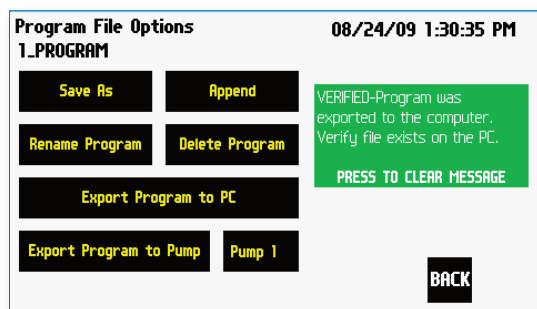 Program File Options
08/24/09 1:30:35 PM
1_PROGRAM
Save As
Append
VERIFIED-Program was
exported to the computer.
Verify file exists on the PC.
PRESS TO CLEAR MESSAGE
Rename Program
Delete Program
Export Program to PC
Export Program to Pump
Pump 1
BACK